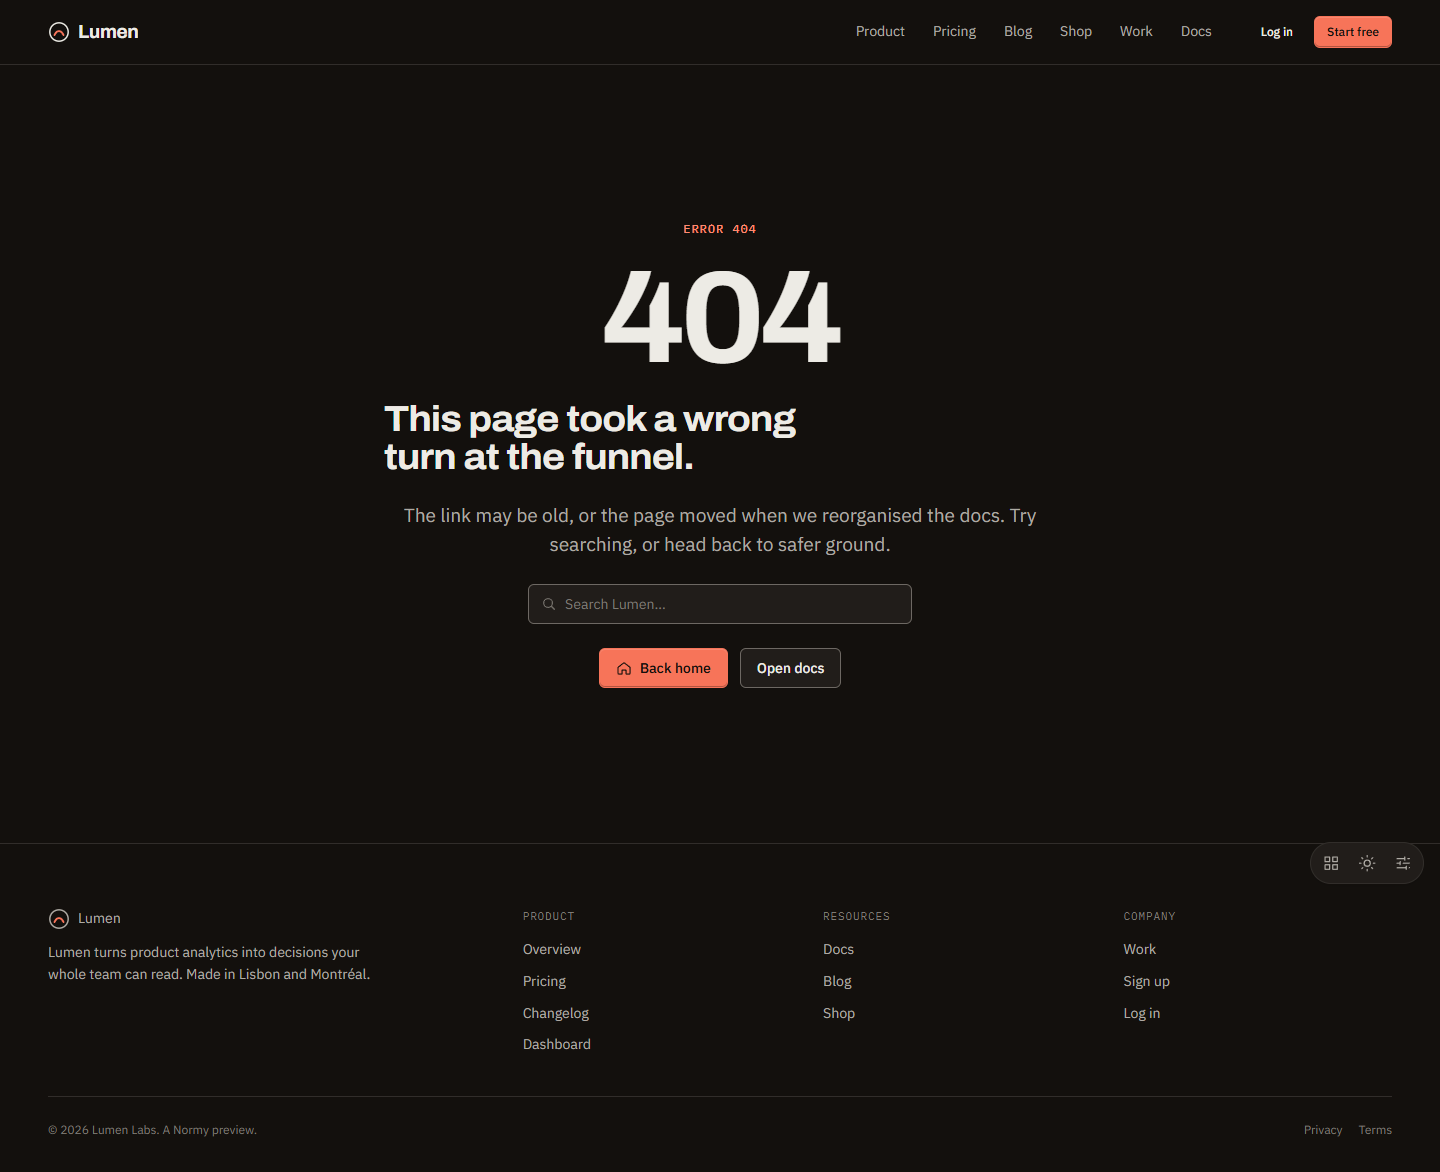 Lumen
Product
Pricing
Blog
Shop
Work
Docs
Log in
Start free
ERROR 404
404
This page took a wrong
turn at the funnel.
The link may be old, or the page moved when we reorganised the docs. Try
searching, or head back to safer ground.
Search Lumen...
Back home
Open docs
Lumen
Lumen turns product analytics into decisions your
whole team can read. Made in Lisbon and Montréal.
PRODUCT
Overview
Pricing
Changelog
Dashboard
RESOURCES
Docs
Blog
Shop
COMPANY
Work
Sign up
Log in
© 2026 Lumen Labs. A Normy preview.
Privacy
Terms